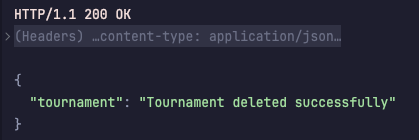 HTTP/1.1 200 OK
(Headers) …content-type: application/json…
{
"tournament": "Tournament deleted successfully"
}